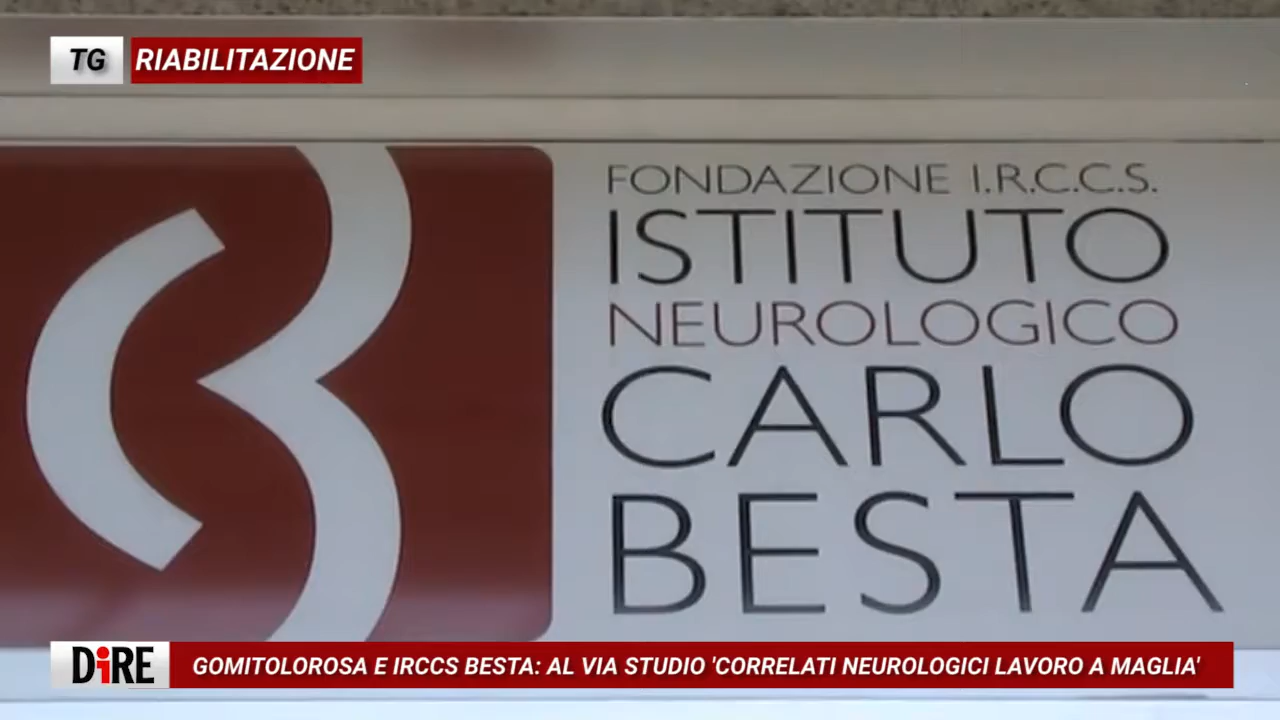 TG RIABILITAZIONE
FONDAZIONE I.R.C.C.S.
ISTITUTO
NEUROLOGICO
CARLO
BESTA
DiRE GOMITOLOROSA E IRCCS BESTA: AL VIA STUDIO 'CORRELATI NEUROLOGICI LAVORO A MAGLIA'